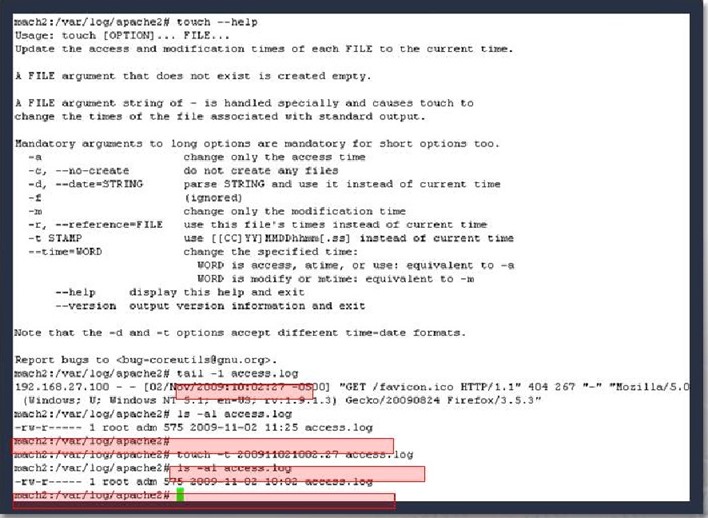 mach2:/var/log/apache2# touch --help
Usage: touch [OPTION]... FILE...
Update the access and modification times of each FILE to the current time.
A FILE argument that does not exist is created empty.
A FILE argument string of - is handled specially and causes touch to
change the times of the file associated with standard output.
Mandatory arguments to long options are mandatory for short options too.
-a change only the access time
-c, --no-create do not create any files
-d, --date=STRING parse STRING and use it instead of current time
-f (ignored)
-m change only the modification time
-r, --reference=FILE use this file's times instead of current time
-t STAMP use [[CC]YY]MMDDhhmm[.ss] instead of current time
--time=WORD change the specified time:
WORD is access, atime, or use: equivalent to -a
WORD is modify or mtime: equivalent to -m
--help display this help and exit
--version output version information and exit
Note that the -d and -t options accept different time-date formats.
Report bugs to <bug-coreutils@gnu.org>.
mach2:/var/log/apache2# tail -1 access.log
192.168.27.100 - - [02/Nov/2009:10:02:27 -0500] "GET /favicon.ico HTTP/1.1" 404 267 "-" "Mozilla/5.0
(Windows; U; Windows NT 5.1; en-US; rv:1.9.1.3) Gecko/20090824 Firefox/3.5.3"
mach2:/var/log/apache2# ls -al access.log
-rw-r----- 1 root adm 575 2009-11-02 11:25 access.log
mach2:/var/log/apache2#
mach2:/var/log/apache2# touch -t 200911021002.27 access.log
mach2:/var/log/apache2# ls -al access.log
-rw-r----- 1 root adm 575 2009-11-02 10:02 access.log
mach2:/var/log/apache2#